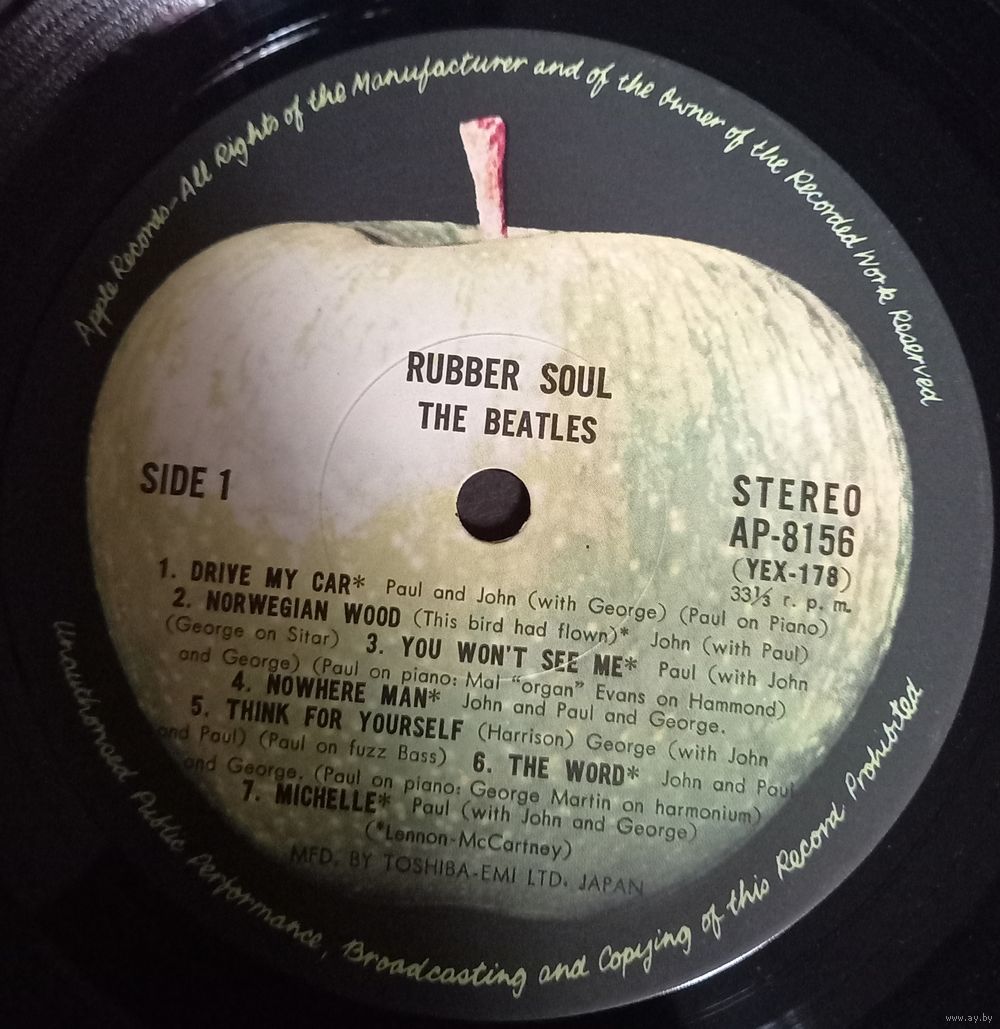 Apple Records-All Rights of the Manufacturer and of the Owner of the Recorded Work Reserved
RUBBER SOUL
THE BEATLES
SIDE 1
STEREO
AP-8156
(YEX-178)
33⅓ r. p. m.
1. DRIVE MY CAR* Paul and John (with George) (Paul on Piano)
2. NORWEGIAN WOOD (This bird had flown)* John (with Paul)
(George on Sitar) 3. YOU WON'T SEE ME* Paul (with John
and George) (Paul on piano: Mal "organ" Evans on Hammond)
4. NOWHERE MAN* John and Paul and George.
5. THINK FOR YOURSELF (Harrison) George (with John
and Paul) (Paul on fuzz Bass) 6. THE WORD* John and Paul
and George. (Paul on piano: George Martin on harmonium)
7. MICHELLE* Paul (with John and George)
(*Lennon-McCartney)
MFD. BY TOSHIBA-EMI LTD. JAPAN
Unauthorised Public Performance, Broadcasting and Copying of this Record Prohibited
www.ay.by